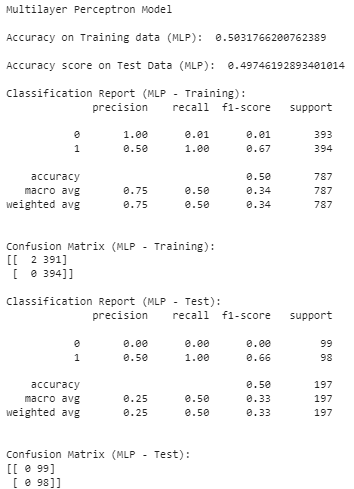 Multilayer Perceptron Model
Accuracy on Training data (MLP):  0.5031766200762389
Accuracy score on Test Data (MLP):  0.49746192893401014
Classification Report (MLP - Training):
precision    recall  f1-score   support
0       1.00      0.01      0.01       393
1       0.50      1.00      0.67       394
accuracy                           0.50       787
macro avg       0.75      0.50      0.34       787
weighted avg       0.75      0.50      0.34       787
Confusion Matrix (MLP - Training):
[[  2 391]
[  0 394]]
Classification Report (MLP - Test):
precision    recall  f1-score   support
0       0.00      0.00      0.00        99
1       0.50      1.00      0.66        98
accuracy                           0.50       197
macro avg       0.25      0.50      0.33       197
weighted avg       0.25      0.50      0.33       197
Confusion Matrix (MLP - Test):
[[ 0 99]
[ 0 98]]